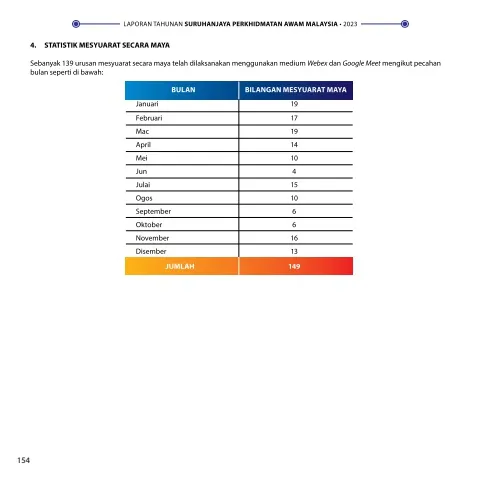 LAPORAN TAHUNAN SURUHANJAYA PERKHIDMATAN AWAM MALAYSIA • 2023
4. STATISTIK MESYUARAT SECARA MAYA
Sebanyak 139 urusan mesyuarat secara maya telah dilaksanakan menggunakan medium Webex dan Google Meet mengikut pecahan
bulan seperti di bawah:
BULAN BILANGAN MESYUARAT MAYA
Januari 19
Februari 17
Mac 19
April 14
Mei 10
Jun 4
Julai 15
Ogos 10
September 6
Oktober 6
November 16
Disember 13
JUMLAH 149
154